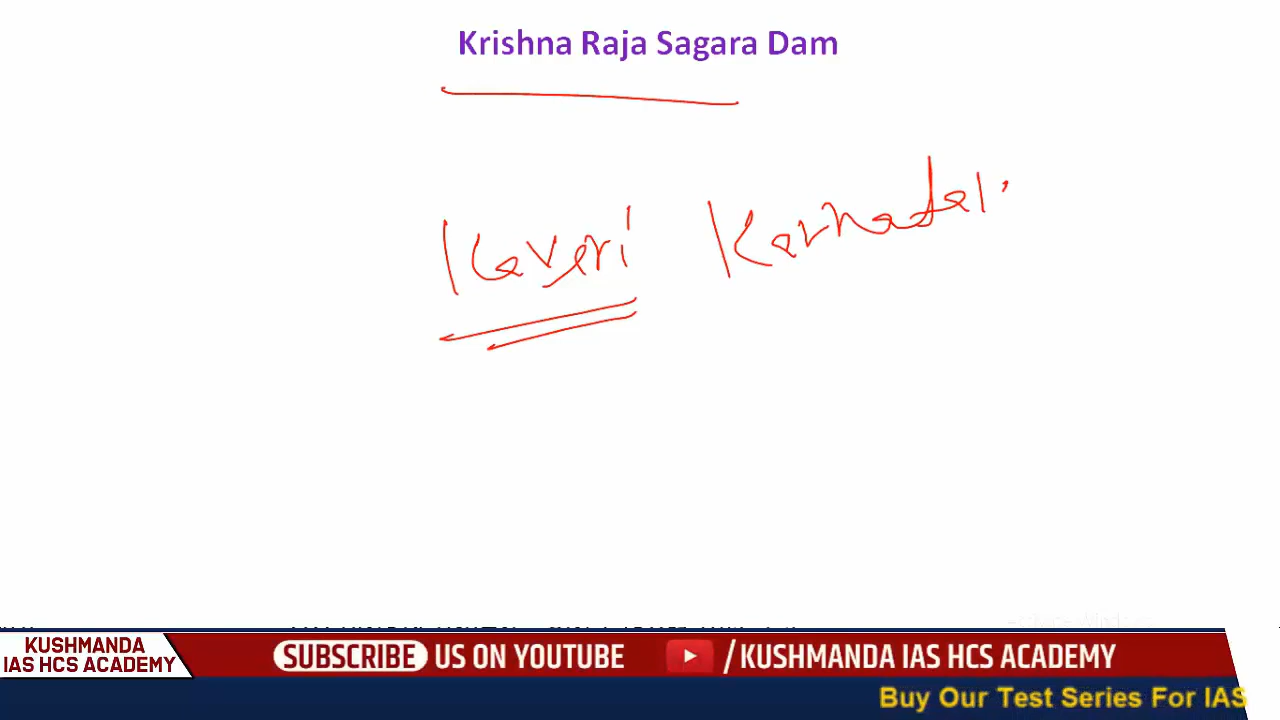 Krishna Raja Sagara Dam
Kaveri Karnatak
KUSHMANDA
IAS HCS ACADEMY
SUBSCRIBE US ON YOUTUBE /KUSHMANDA IAS HCS ACADEMY
Buy Our Test Series For IAS